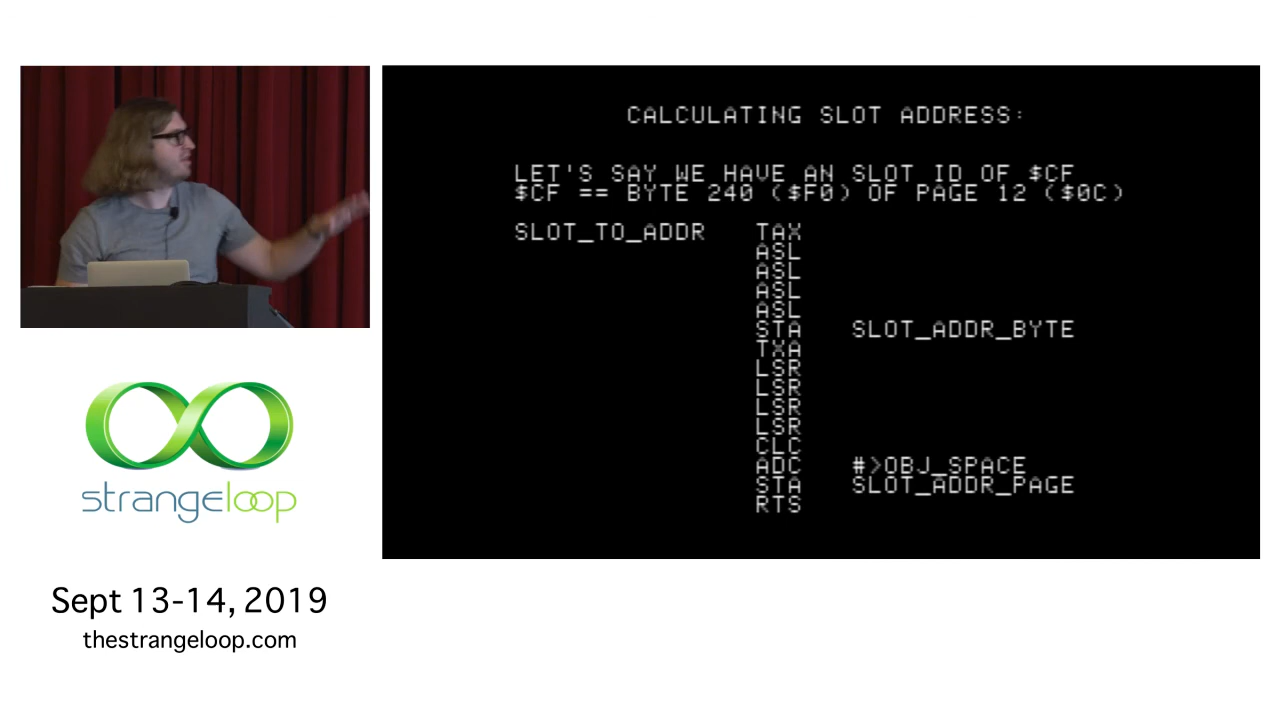 CALCULATING SLOT ADDRESS:
LET'S SAY WE HAVE AN SLOT ID OF $CF
$CF == BYTE 240 ($F0) OF PAGE 12 ($0C)
SLOT_TO_ADDR TAX
ASL
ASL
ASL
ASL
STA SLOT_ADDR_BYTE
TXA
LSR
LSR
LSR
LSR
CLC
ADC #>OBJ_SPACE
STA SLOT_ADDR_PAGE
RTS
strangeloop
Sept 13-14, 2019
thestrangeloop.com